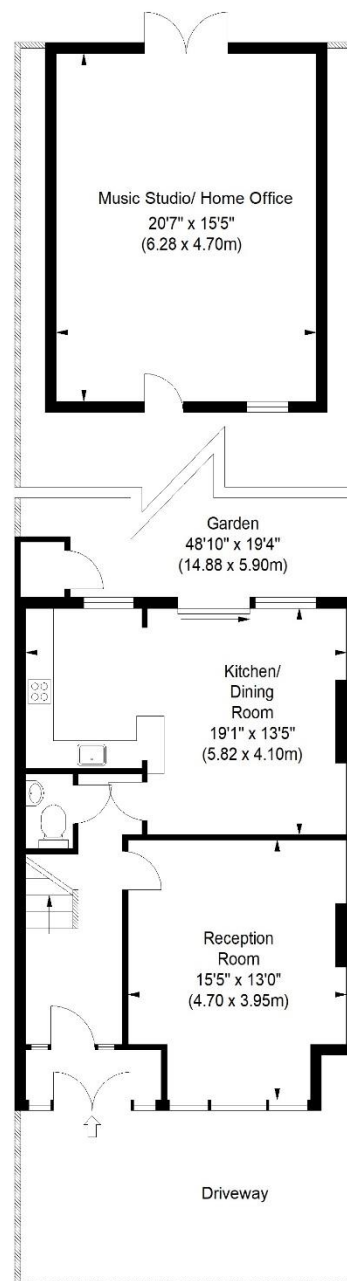 Music Studio/ Home Office
20'7" x 15'5"
(6.28 x 4.70m)
Garden
48'10" x 19'4"
(14.88 x 5.90m)
Kitchen/
Dining
Room
19'1" x 13'5"
(5.82 x 4.10m)
Reception
Room
15'5" x 13'0"
(4.70 x 3.95m)
Driveway